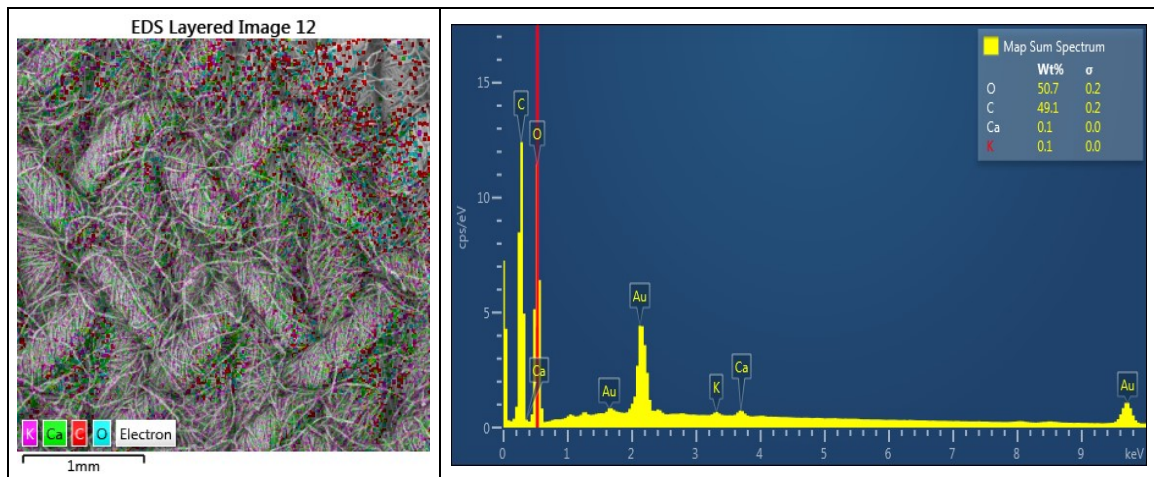 EDS Layered Image 12
K Ca C O Electron
1mm
Map Sum Spectrum
Wt% σ
O 50.7 0.2
C 49.1 0.2
Ca 0.1 0.0
K 0.1 0.0
cps/eV
15
10
5
0
C
O
Ca
Au
Au
K
Ca
Au
0 1 2 3 4 5 6 7 8 9 keV